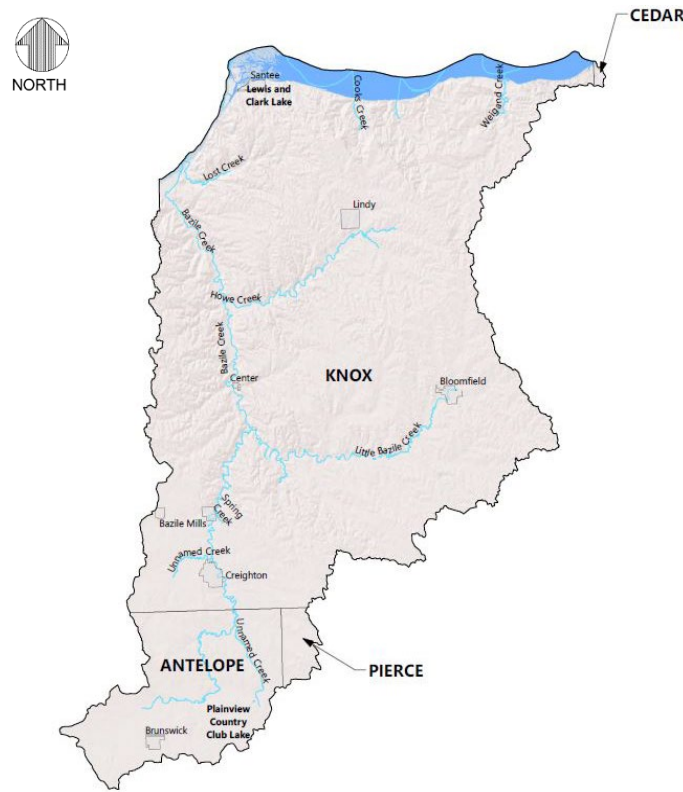 CEDAR
NORTH
Santee
Lewis and
Clark Lake
Cooks Creek
Weigand Creek
Lost Creek
Lindy
Bazile Creek
Howe Creek
Bazile Creek
Center
KNOX
Bloomfield
Little Bazile Creek
Spring
Creek
Bazile Mills
Unnamed Creek
Creighton
Unnamed Creek
ANTELOPE
PIERCE
Plainview
Country
Club Lake
Brunswick